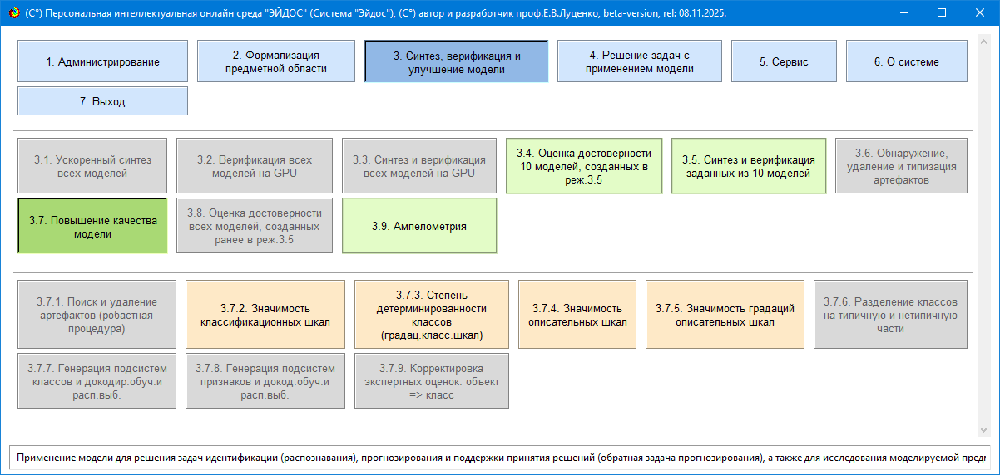 (C°) Персональная интеллектуальная онлайн среда "ЭЙДОС" (Система "Эйдос"), (C°) автор и разработчик проф.Е.В.Луценко, beta-version, rel: 08.11.2025.
1. Администрирование
2. Формализация
предметной области
3. Синтез, верификация и
улучшение модели
4. Решение задач с
применением модели
5. Сервис
6. О системе
7. Выход
3.1. Ускоренный синтез
всех моделей
3.2. Верификация всех
моделей на GPU
3.3. Синтез и верификация
всех моделей на GPU
3.4. Оценка достоверности
10 моделей, созданных в
реж.3.5
3.5. Синтез и верификация
заданных из 10 моделей
3.6. Обнаружение,
удаление и типизация
артефактов
3.7. Повышение качества
модели
3.8. Оценка достоверности
всех моделей, созданных
ранее в реж.3.5
3.9. Ампелометрия
3.7.1. Поиск и удаление
артефактов (робастная
процедура)
3.7.2. Значимость
классификационных шкал
3.7.3. Степень
детерминированности
классов
(градац.класс.шкал)
3.7.4. Значимость
описательных шкал
3.7.5. Значимость градаций
описательных шкал
3.7.6. Разделение классов
на типичную и нетипичную
части
3.7.7. Генерация подсистем
классов и докодир.обуч.и
расп.выб.
3.7.8. Генерация подсистем
признаков и докод.обуч.и
расп.выб.
3.7.9. Корректировка
экспертных оценок: объект
=> класс
Применение модели для решения задач идентификации (распознавания), прогнозирования и поддержки принятия решений (обратная задача прогнозирования), а также для исследования моделируемой